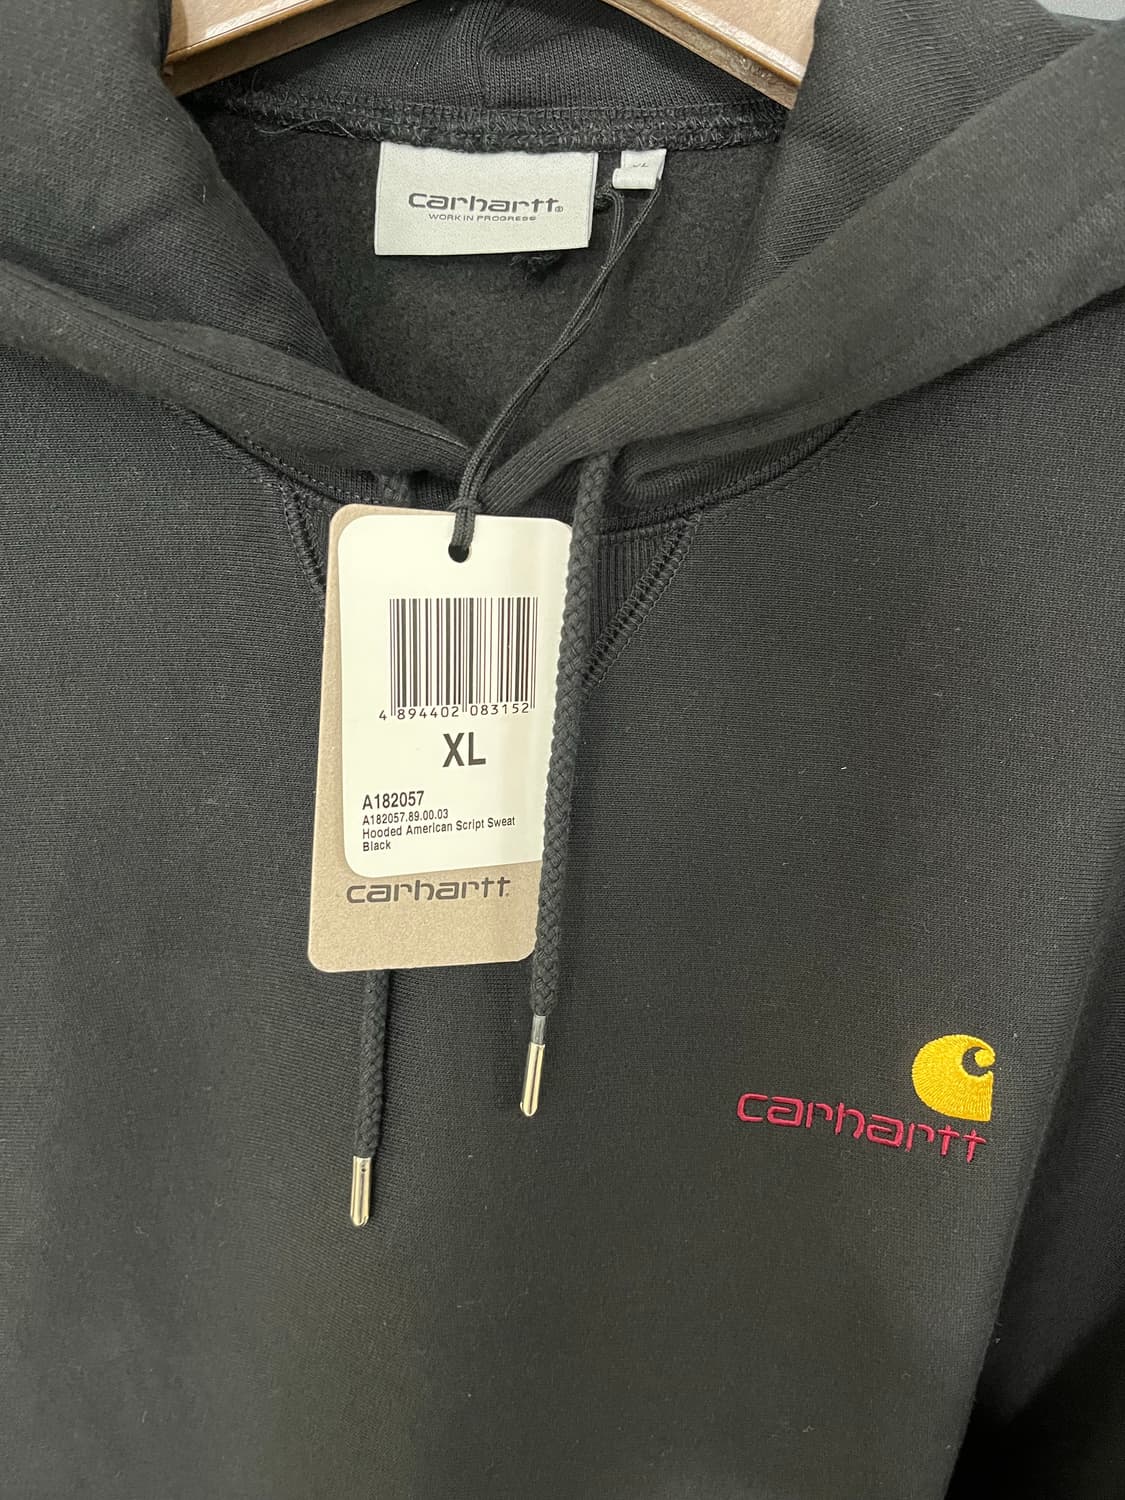 Carhartt®
WORK IN PROGRESS
XL
4 894402 083152
XL
A182057
A182057.89.00.03
Hooded American Script Sweat
Black
carhartt
carhartt